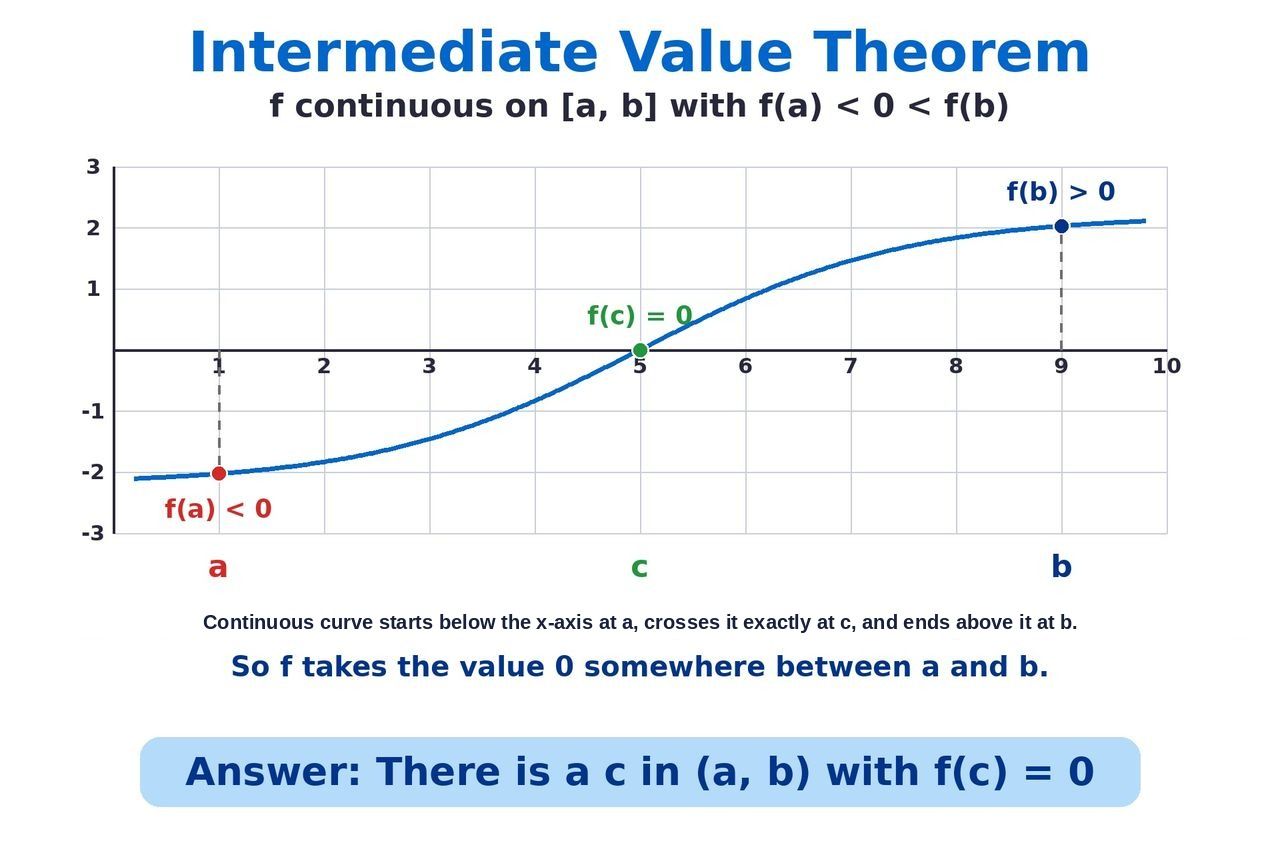 Intermediate Value Theorem
f continuous on [a, b] with f(a) < 0 < f(b)
3
f(b) > 0
2
1
f(c) = 0
1 2 3 4 5 6 7 8 9 10
-1
-2
f(a) < 0
-3
a c b
Continuous curve starts below the x-axis at a, crosses it exactly at c, and ends above it at b.
So f takes the value 0 somewhere between a and b.
Answer: There is a c in (a, b) with f(c) = 0